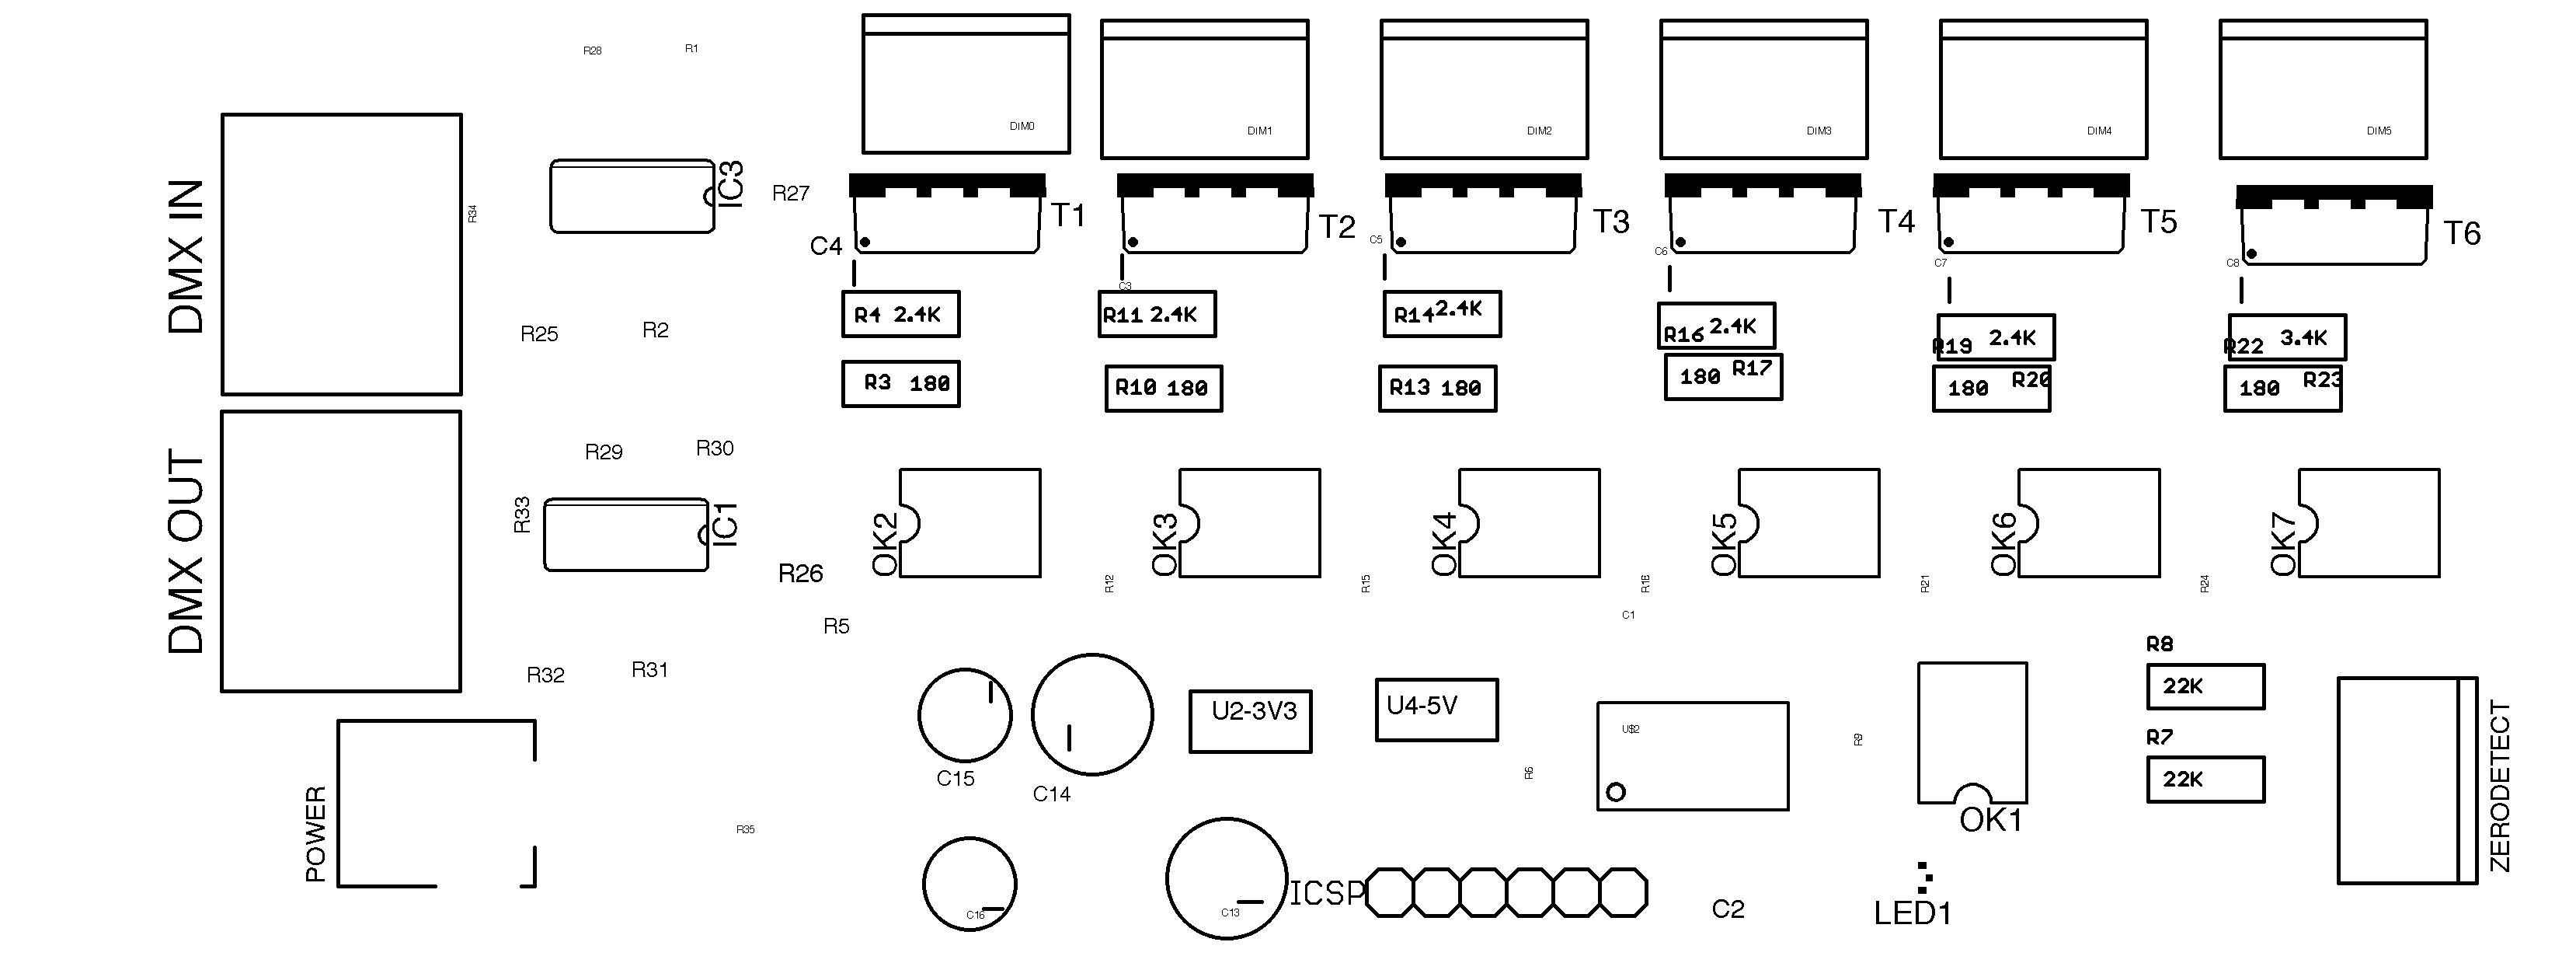 R28 R1
DIM0 DIM1 DIM2 DIM3 DIM4 DIM5
DMX IN
R34
IC3
R27
T1 T2 T3 T4 T5 T6
C4 C3 C5 C6 C7 C8
R4 2.4K
R11 2.4K
R14 2.4K
R16 2.4K
R19 2.4K
R22 3.4K
R25 R2
R3 180
R10 180
R13 180
180 R17
180 R20
180 R23
DMX OUT
R29 R30
R33
IC1
R26
OK2 OK3 OK4 OK5 OK6 OK7
R12 R15 R18 R21 R24
R5
C1
R32 R31
R8
22K
R7
22K
U2-3V3
U4-5V
U$2
R6
R9
C15
C14
OK1
ZERODETECT
POWER
R35
C16
C13
ICSP
C2
LED1